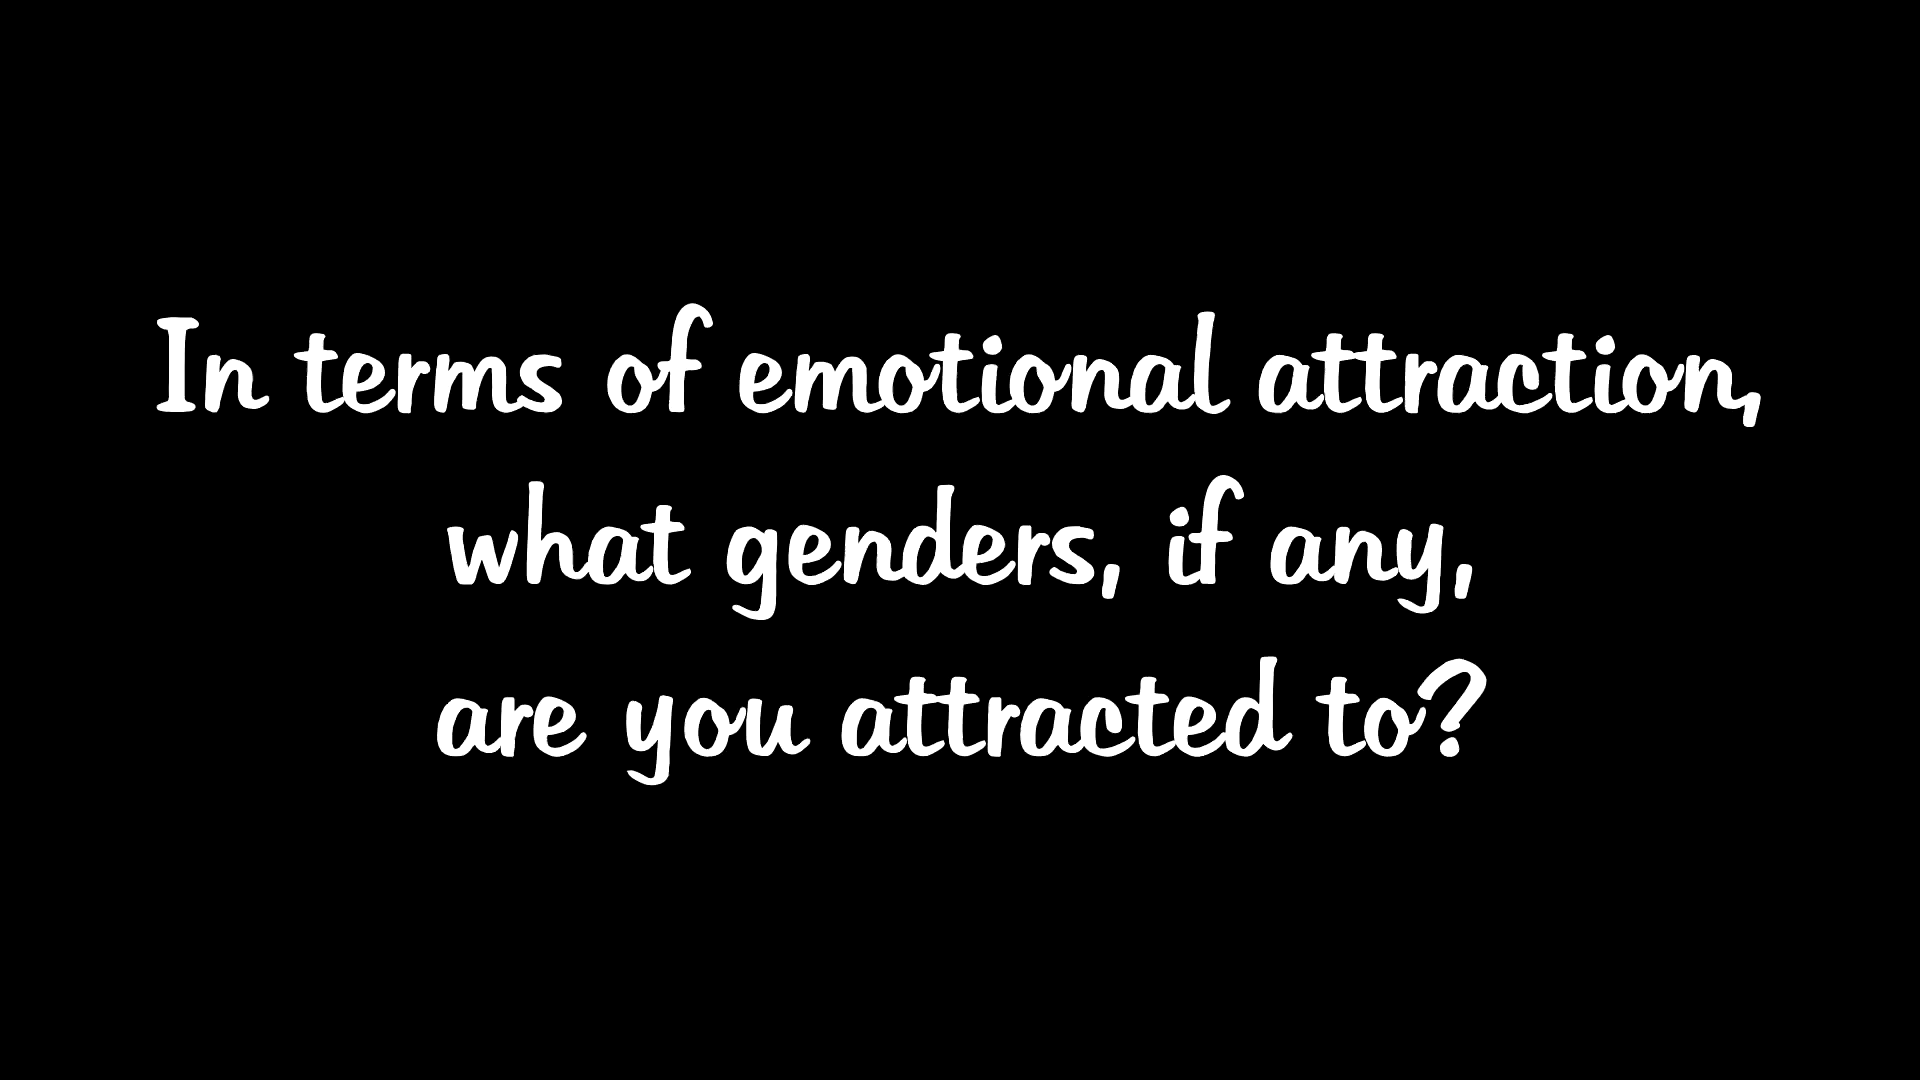 In terms of emotional attraction,
what genders, if any,
are you attracted to?